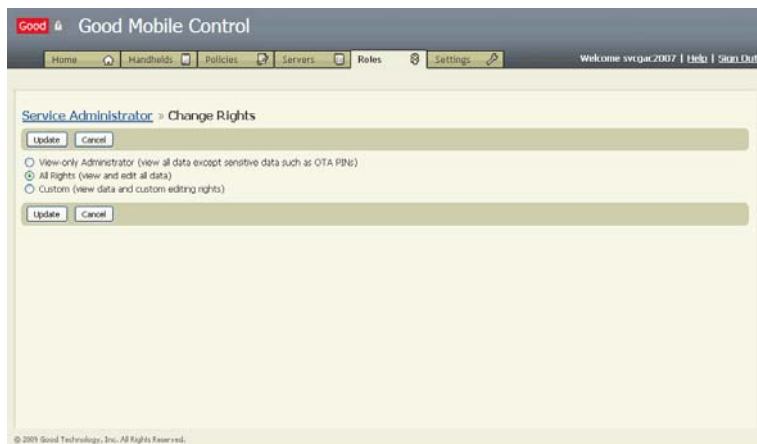 Good Good Mobile Control
Home Handhelds Policies Servers Roles Settings Welcome svcgac2007 | Help | Sign Out
Service Administrator » Change Rights
Update Cancel
View-only Administrator (view all data except sensitive data such as OTA PINs)
All Rights (view and edit all data)
Custom (view data and custom editing rights)
Update Cancel
© 2009 Good Technology, Inc. All Rights Reserved.